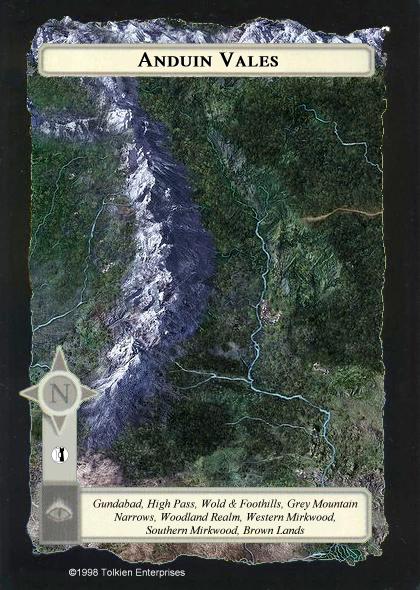 ANDUIN VALES
N
Gundabad, High Pass, Wold & Foothills, Grey Mountain
Narrows, Woodland Realm, Western Mirkwood,
Southern Mirkwood, Brown Lands
©1998 Tolkien Enterprises